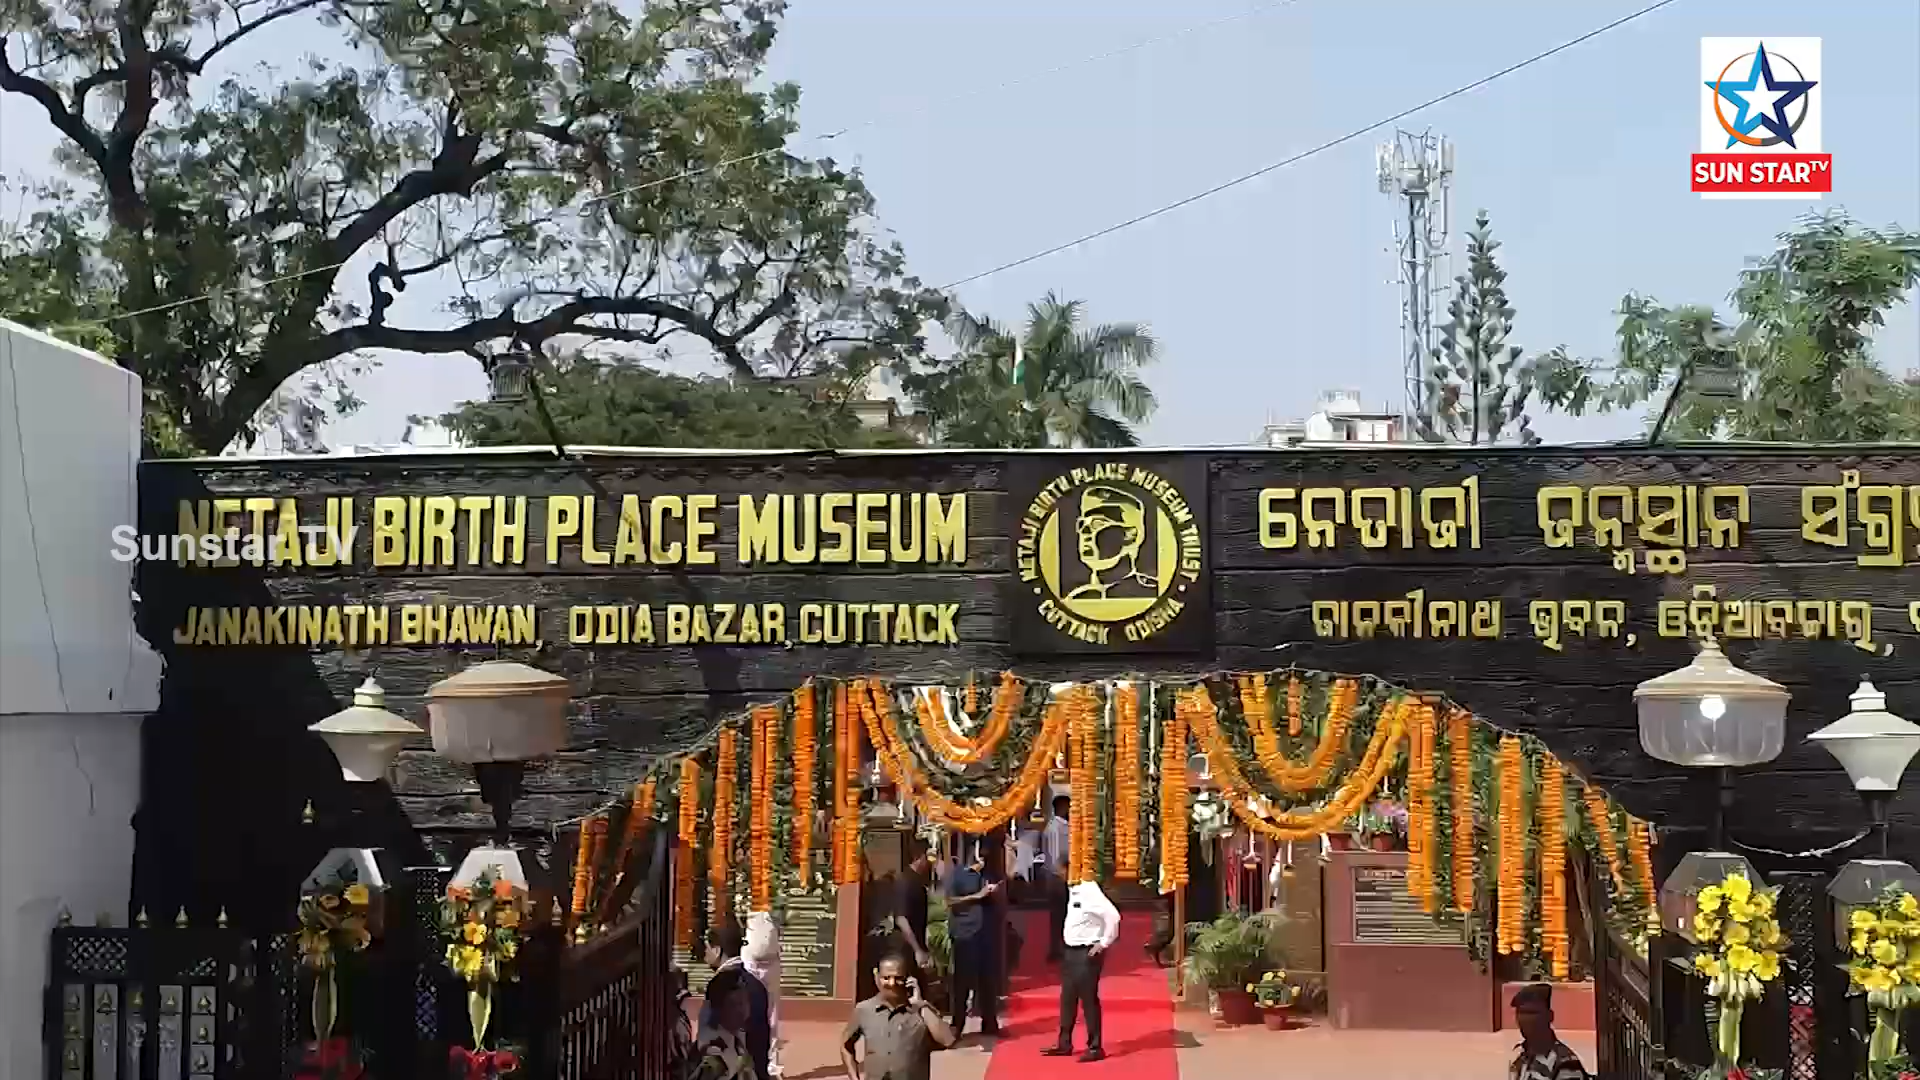 SUN STAR TV
NETAJI BIRTH PLACE MUSEUM
JANAKINATH BHAWAN, ODIA BAZAR, CUTTACK
NETAJI BIRTH PLACE MUSEUM TRUST
CUTTACK ODISHA
ନେତାଜୀ ଜନ୍ମସ୍ଥାନ
ଜାନକୀନାଥ ଭୂବନ, ଓଡ଼ିଆବଜାର,
Sunstar TV